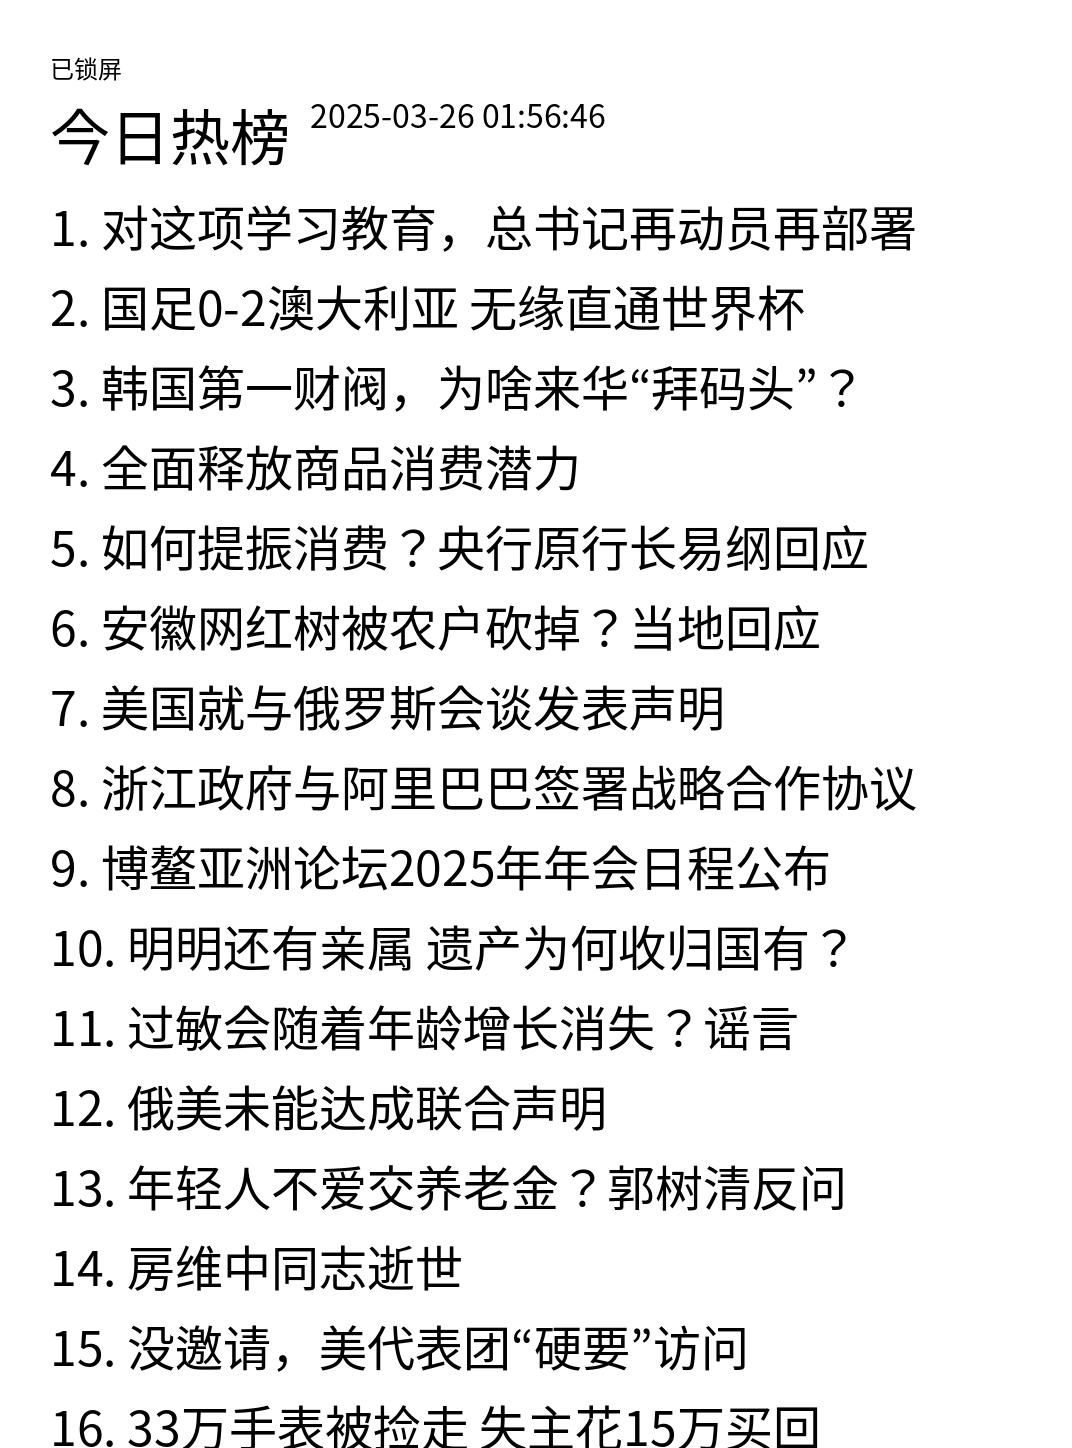 已锁屏
今日热榜 2025-03-26 01:56:46
1. 对这项学习教育，总书记再动员再部署
2. 国足0-2澳大利亚 无缘直通世界杯
3. 韩国第一财阀，为啥来华“拜码头”？
4. 全面释放商品消费潜力
5. 如何提振消费？央行原行长易纲回应
6. 安徽网红树被农户砍掉？当地回应
7. 美国就与俄罗斯会谈发表声明
8. 浙江政府与阿里巴巴签署战略合作协议
9. 博鳌亚洲论坛2025年年会日程公布
10. 明明还有亲属 遗产为何收归国有？
11. 过敏会随着年龄增长消失？谣言
12. 俄美未能达成联合声明
13. 年轻人不爱交养老金？郭树清反问
14. 房维中同志逝世
15. 没邀请，美代表团“硬要”访问
16. 33万手表被捡走 失主花15万买回